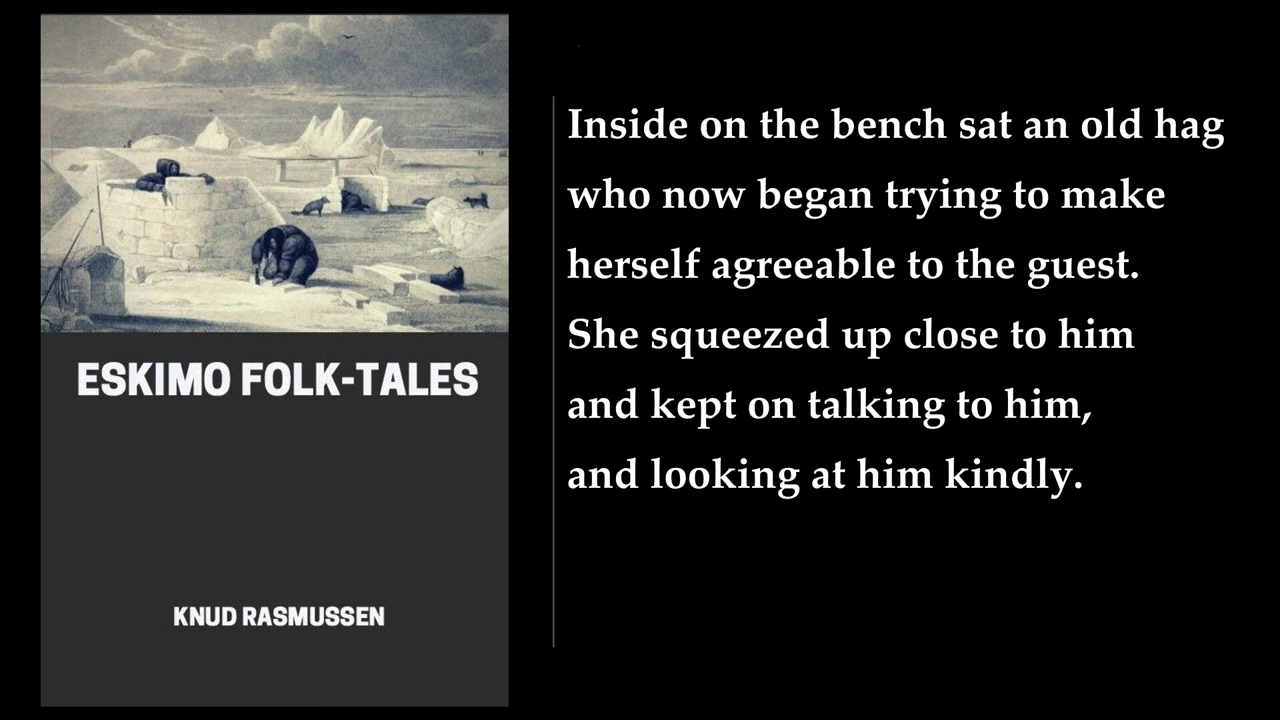 ESKIMO FOLK-TALES
KNUD RASMUSSEN
Inside on the bench sat an old hag
who now began trying to make
herself agreeable to the guest.
She squeezed up close to him
and kept on talking to him,
and looking at him kindly.